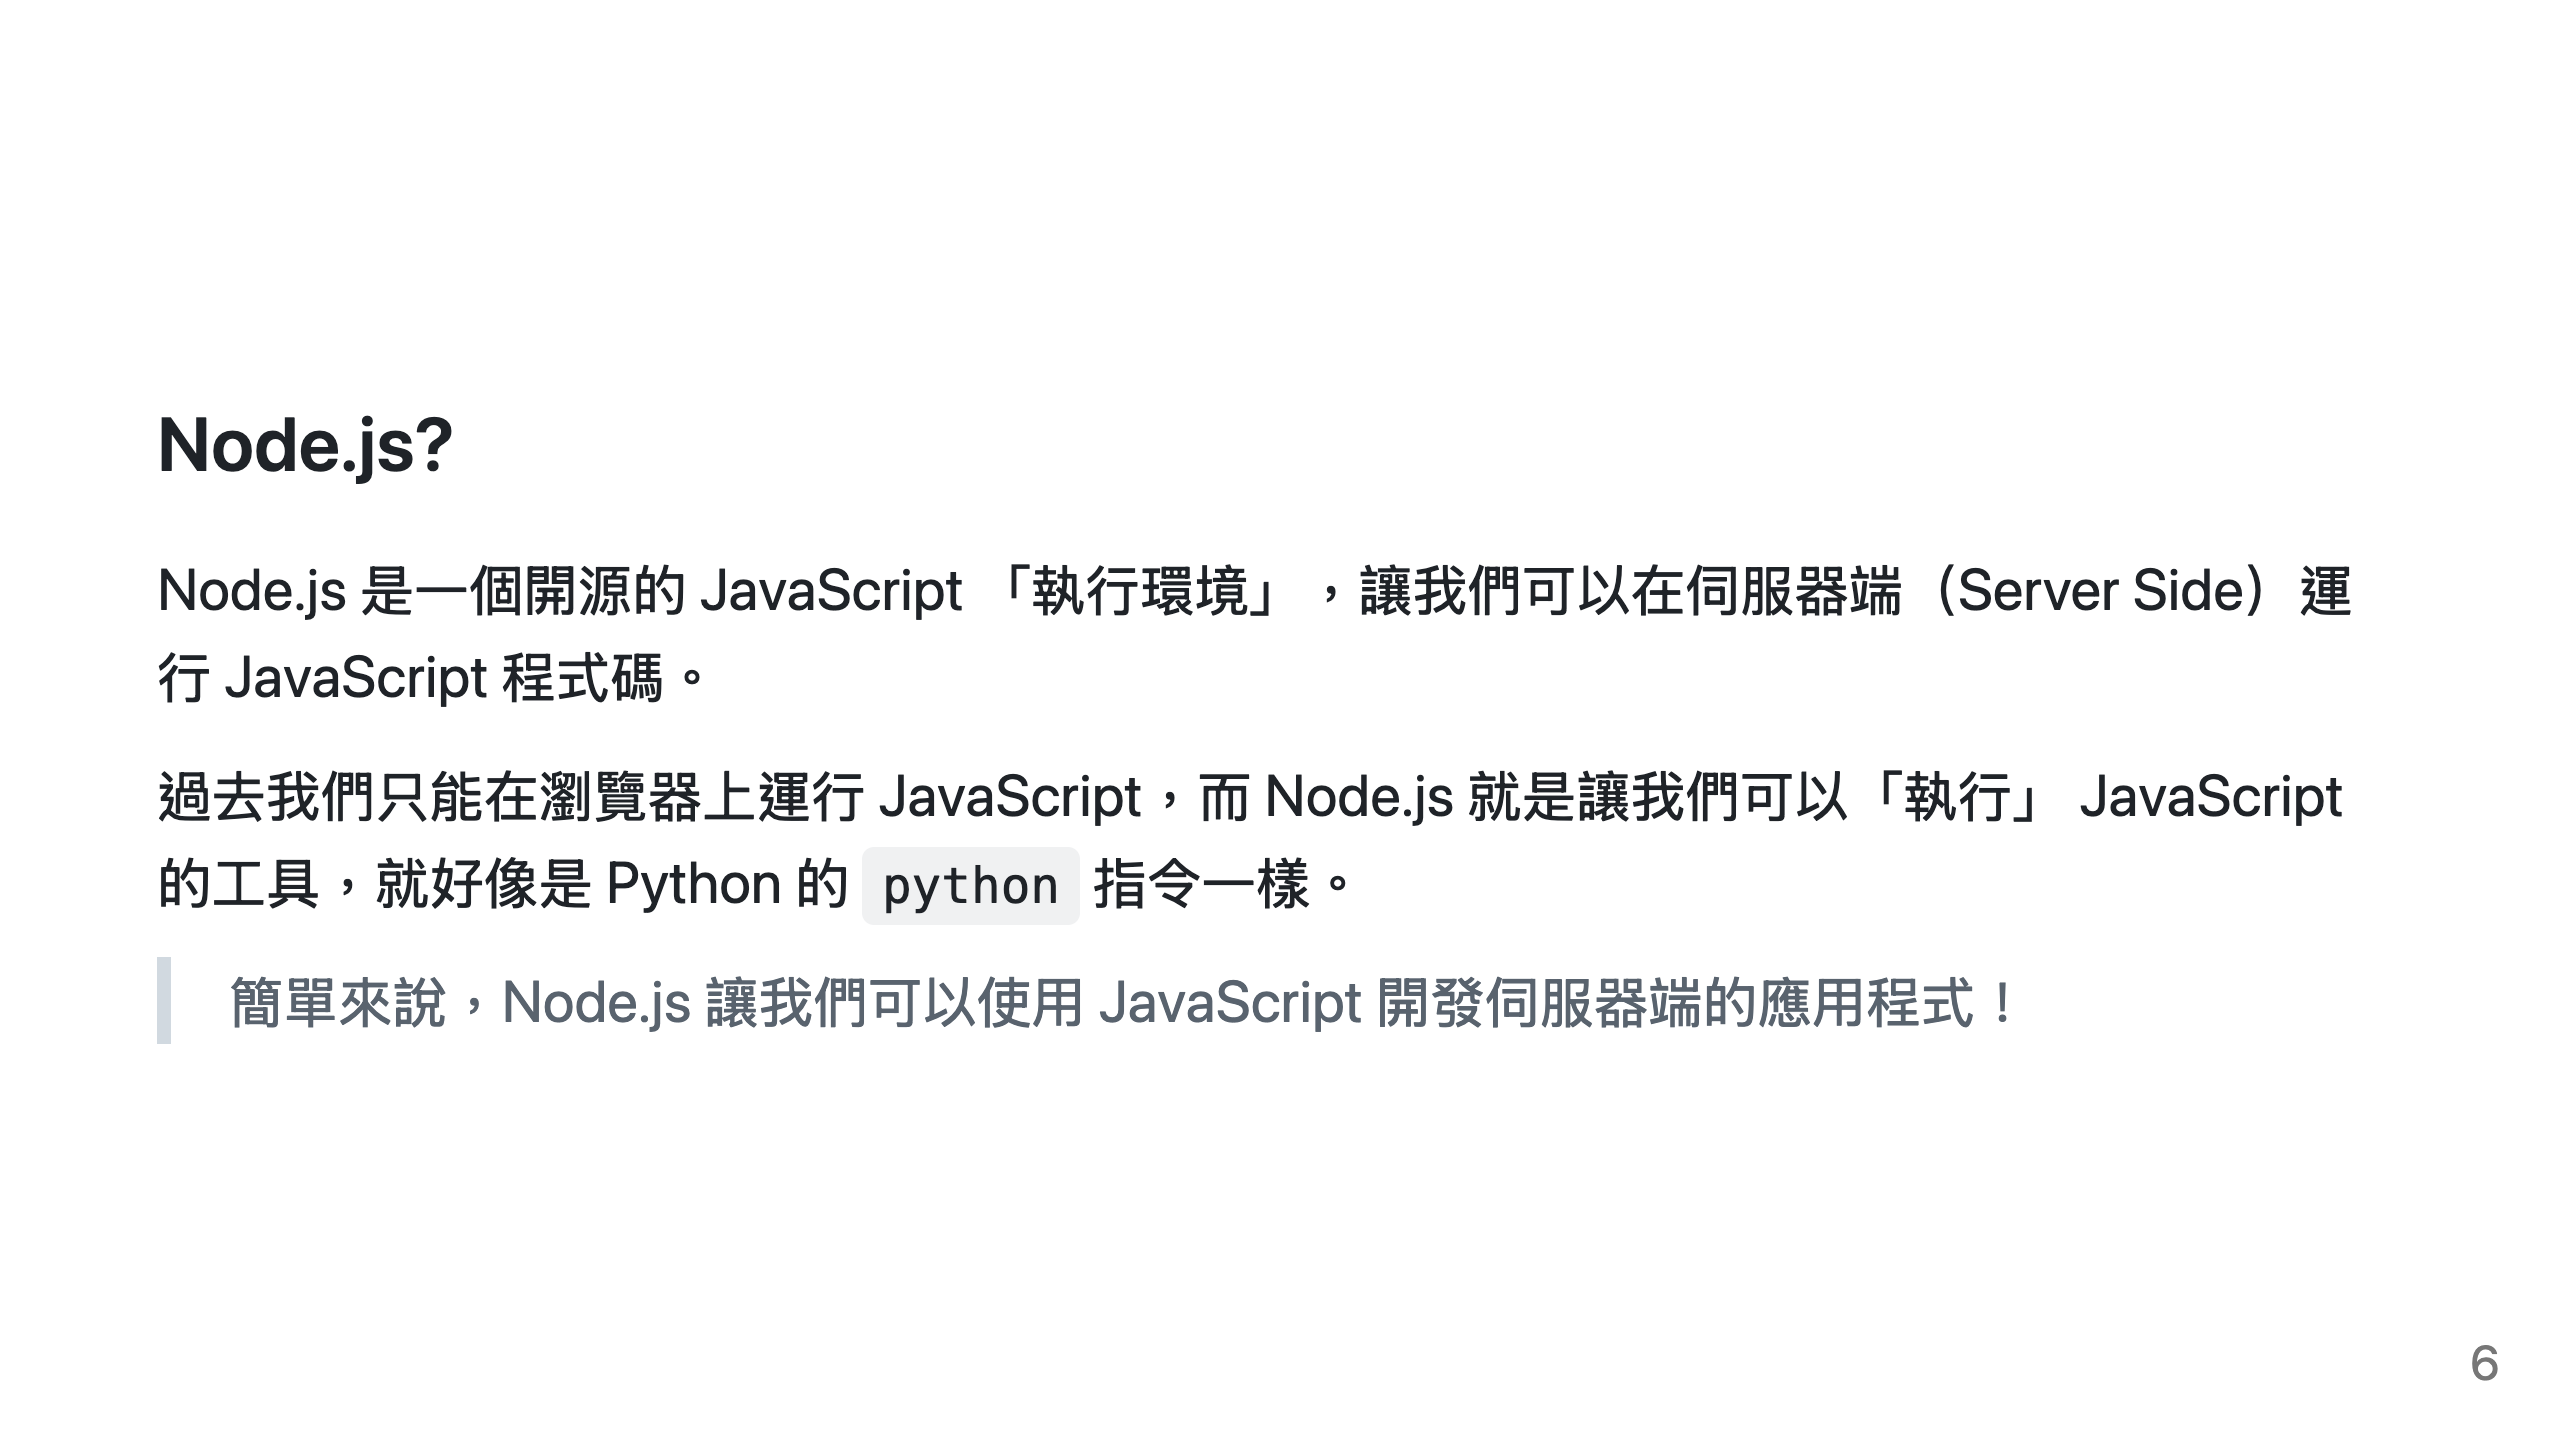 Node.js?
Node.js 是一個開源的 JavaScript 「執行環境」，讓我們可以在伺服器端（Server Side）運
行 JavaScript 程式碼。
過去我們只能在瀏覽器上運行 JavaScript，而 Node.js 就是讓我們可以「執行」 JavaScript
的工具，就好像是 Python 的 python 指令一樣。
簡單來說，Node.js 讓我們可以使用 JavaScript 開發伺服器端的應用程式！
6